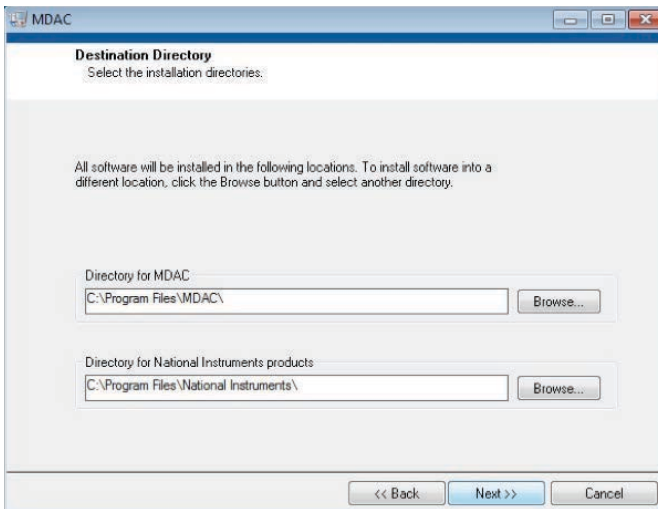 MDAC
Destination Directory
Select the installation directories.
All software will be installed in the following locations. To install software into a
different location, click the Browse button and select another directory.
Directory for MDAC
C:\Program Files\MDAC\
Browse...
Directory for National Instruments products
C:\Program Files\National Instruments\
Browse...
<< Back
Next >>
Cancel